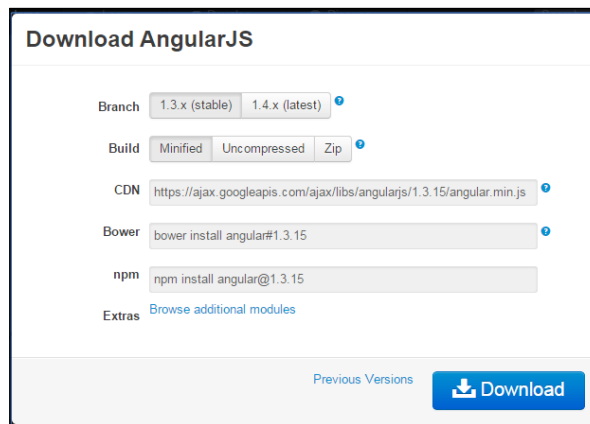 Download AngularJS
Branch 1.3.x (stable) 1.4.x (latest) ?
Build Minified Uncompressed Zip ?
CDN https://ajax.googleapis.com/ajax/libs/angularjs/1.3.15/angular.min.js ?
Bower bower install angular#1.3.15 ?
npm npm install angular@1.3.15
Extras Browse additional modules
Previous Versions Download